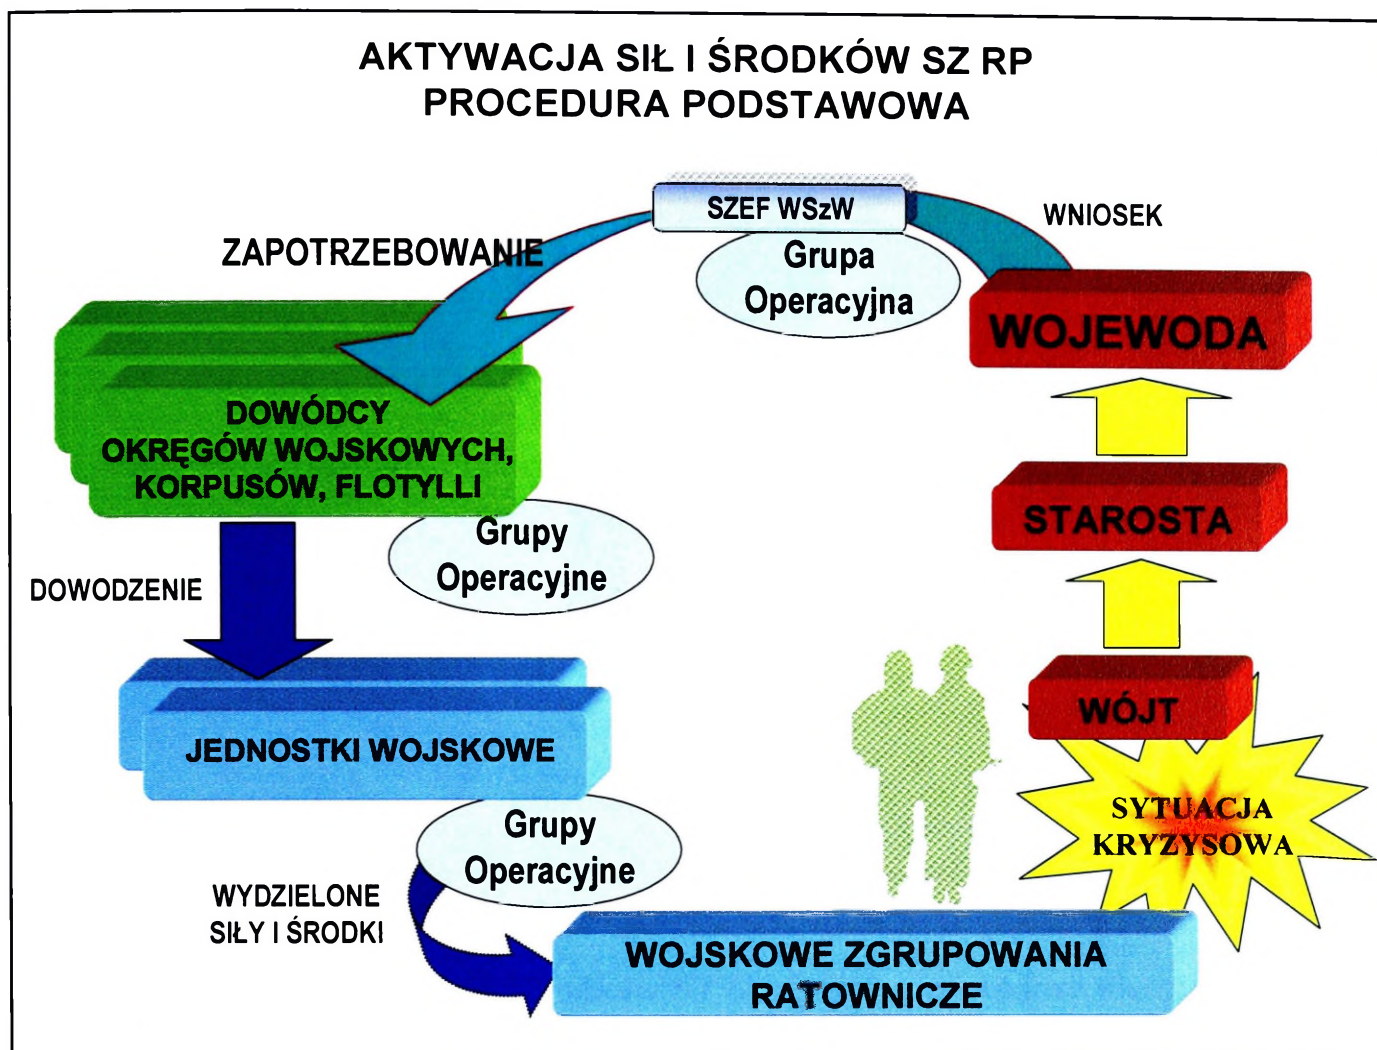 AKTYWACJA SIŁ I ŚRODKÓW SZ RP
PROCEDURA PODSTAWOWA
SZEF WSzW
WNIOSEK
ZAPOTRZEBOWANIE
Grupa
Operacyjna
WOJEWODA
DOWÓDCY
OKRĘGÓW WOJSKOWYCH,
KORPUSÓW, FLOTYLLI
STAROSTA
Grupy
Operacyjne
DOWODZENIE
WÓJT
JEDNOSTKI WOJSKOWE
SYTUACJA
KRYZYSOWA
Grupy
Operacyjne
WYDZIELONE
SIŁY I ŚRODKI
WOJSKOWE ZGRUPOWANIA
RATOWNICZE